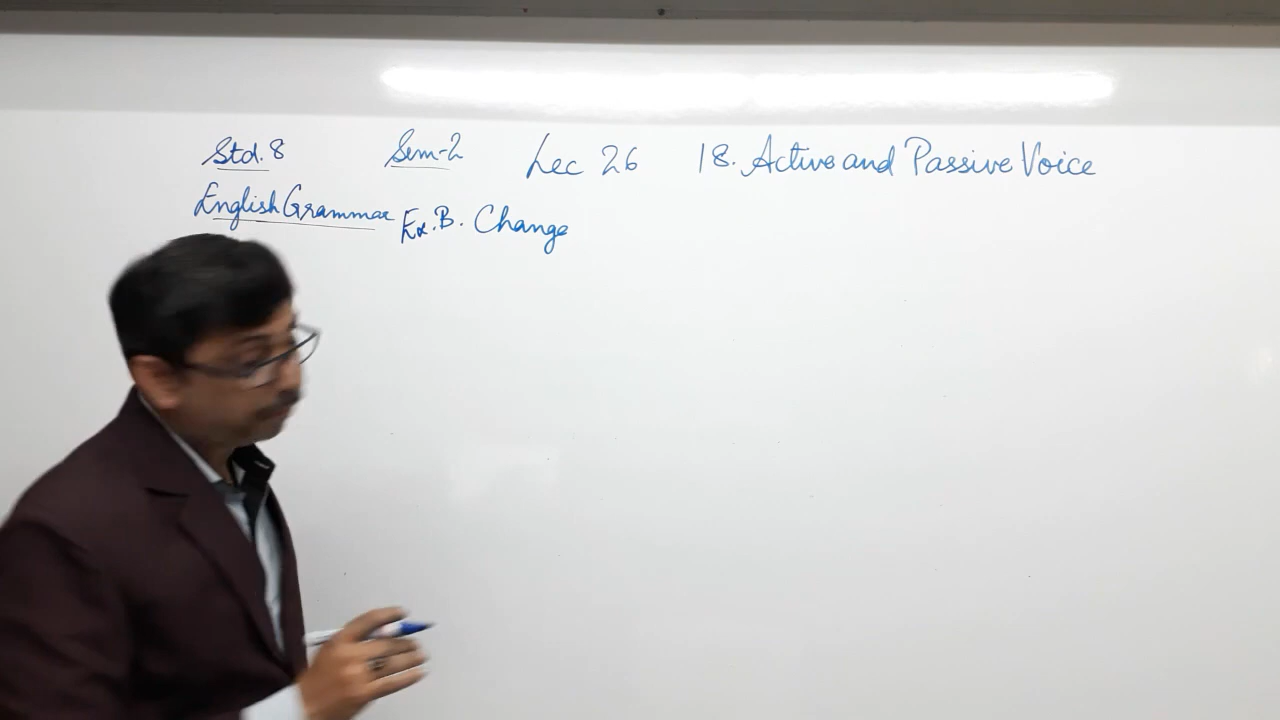 Std. 8 Sem-2 Lec 26 18. Active and Passive Voice
English Grammar Ex. B. Change